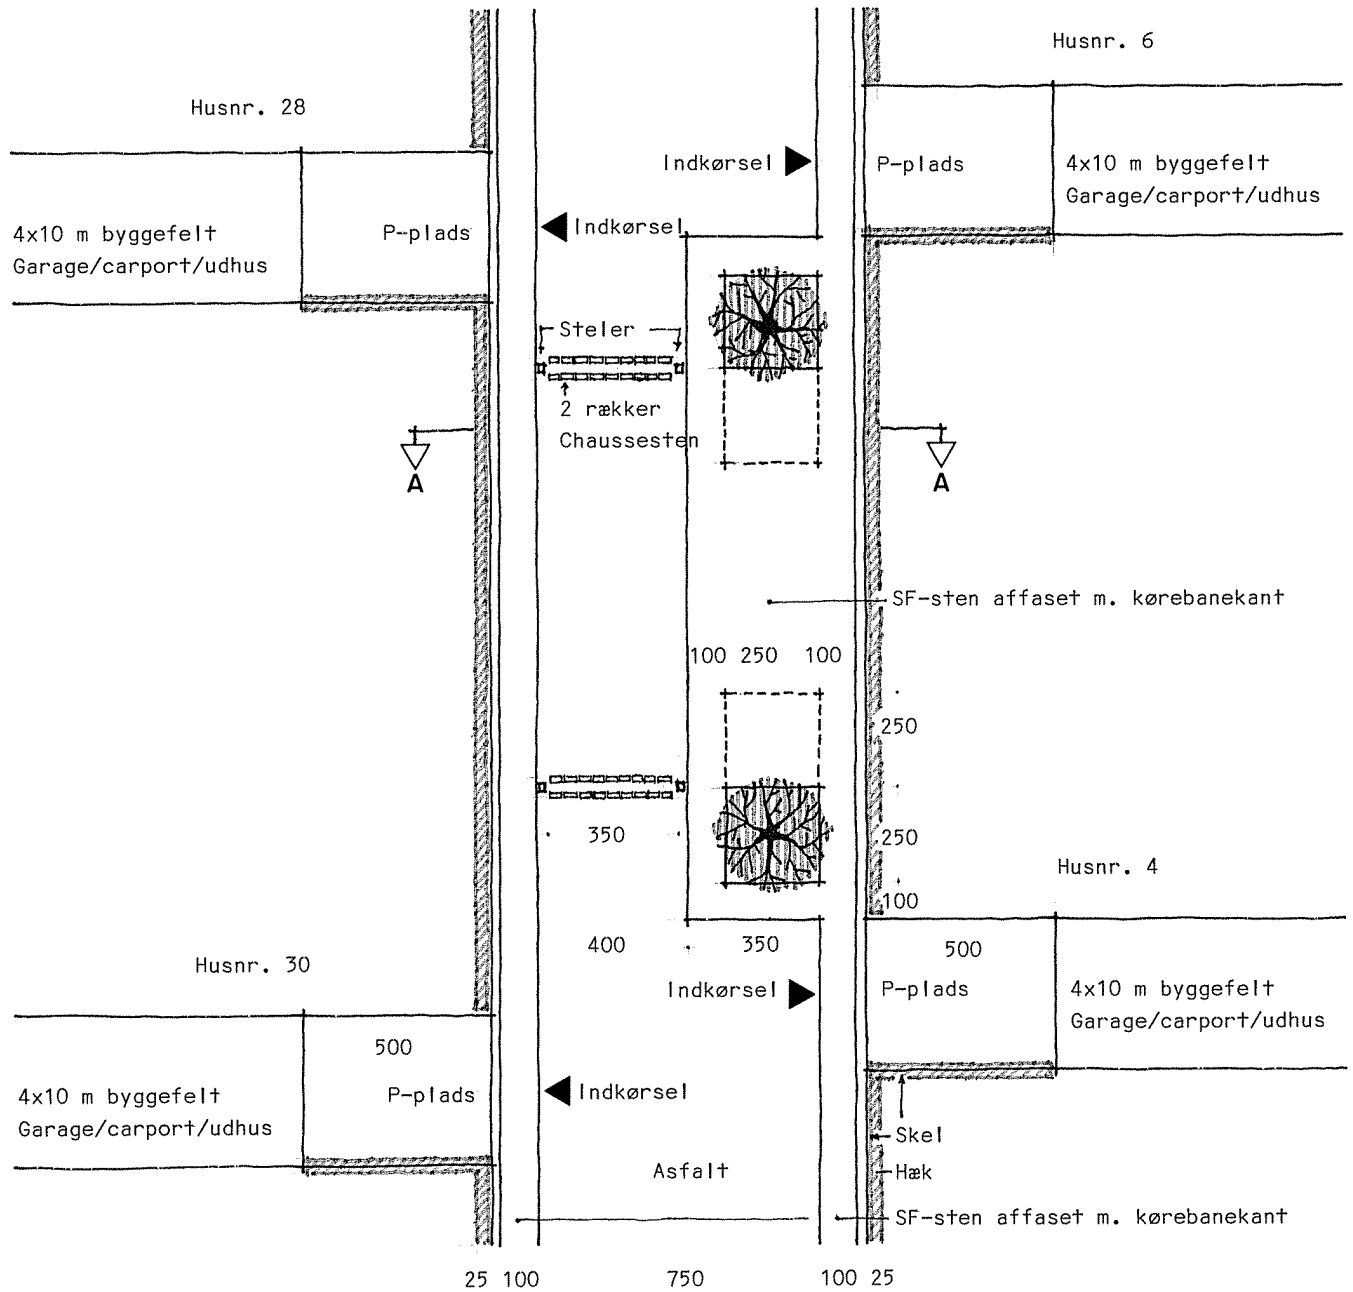 Husnr. 6
Husnr. 28
Indkørsel
P-plads
4x10 m byggefelt
Garage/carport/udhus
4x10 m byggefelt
Garage/carport/udhus
P-plads
Indkørsel
Steler
2 rækker
Chaussesten
A
A
SF-sten affaset m. kørebanekant
100 250 100
250
350
250
Husnr. 4
100
400
350
500
Husnr. 30
Indkørsel
P-plads
4x10 m byggefelt
Garage/carport/udhus
500
4x10 m byggefelt
Garage/carport/udhus
P-plads
Indkørsel
Skel
Asfalt
Hæk
SF-sten affaset m. kørebanekant
25 100 750 100 25